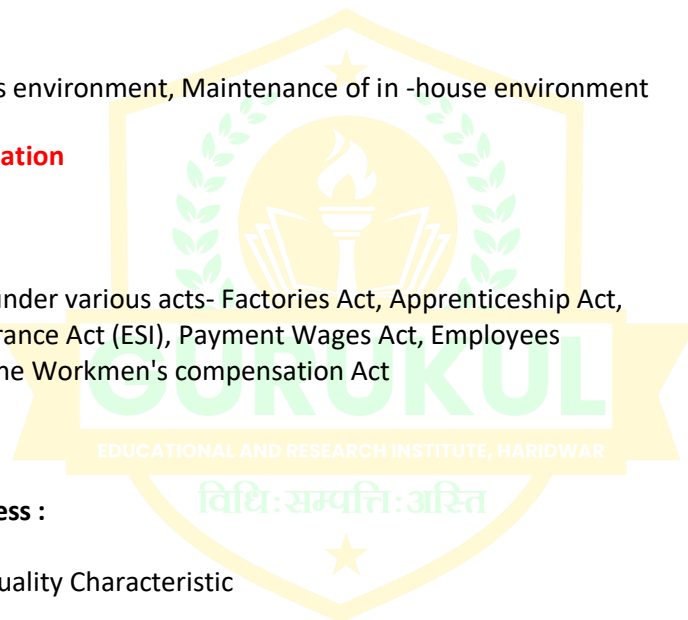 s environment, Maintenance of in -house environment
ation
under various acts- Factories Act, Apprenticeship Act,
rance Act (ESI), Payment Wages Act, Employees
he Workmen's compensation Act
GURUKUL
EDUCATIONAL AND RESEARCH INSTITUTE, HARIDWAR
विधिःसम्पत्तिःअस्ति
ess :
uality Characteristic